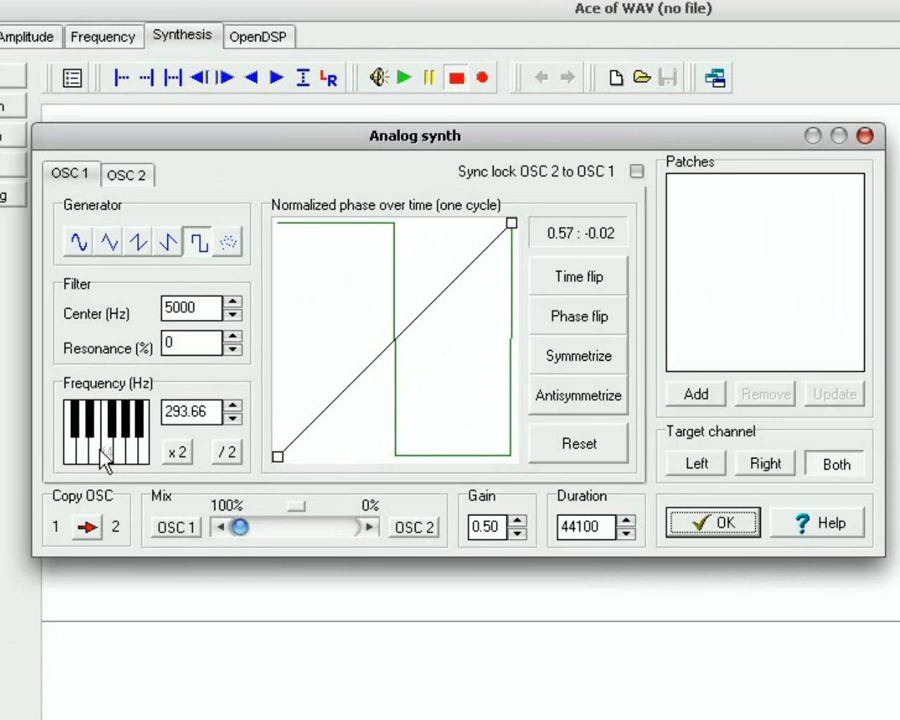 Ace of WAV (no file)
Amplitude Frequency Synthesis OpenDSP
Analog synth
OSC 1 OSC 2 Sync lock OSC 2 to OSC 1
Patches
Generator
Normalized phase over time (one cycle)
0.57 : -0.02
Time flip
Filter
Center (Hz) 5000
Phase flip
Resonance (%) 0
Symmetrize
Frequency (Hz)
Antisymmetrize
Add Remove Update
293.66
Target channel
x 2 / 2
Reset
Left Right Both
Copy OSC
Mix
100% 0%
Gain
Duration
1 2
OSC 1 OSC 2
0.50
44100
OK Help